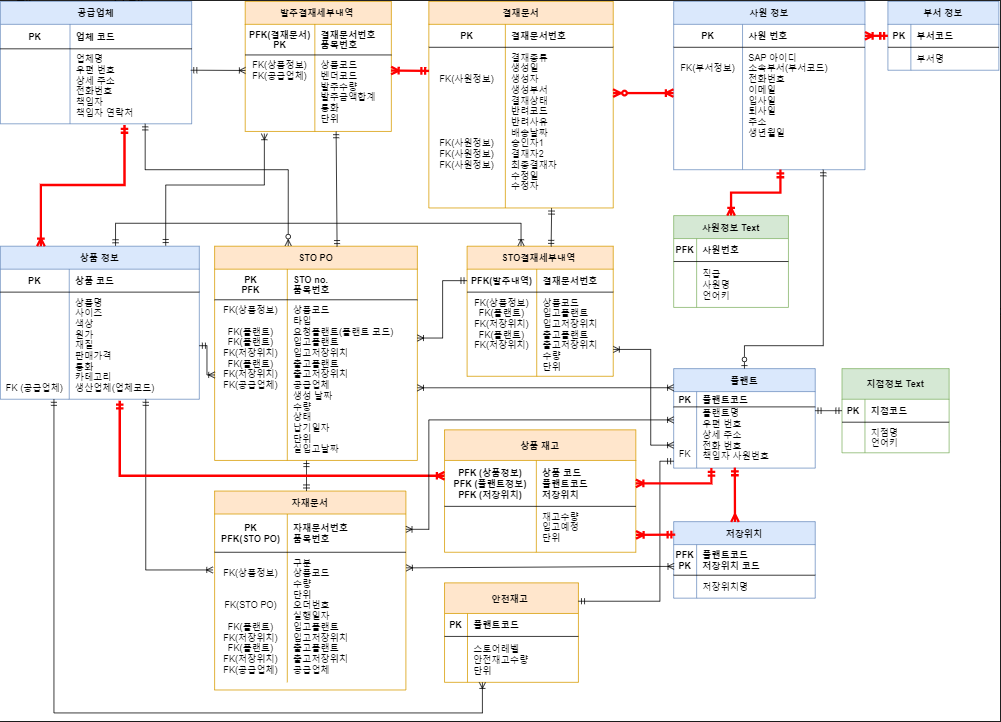 공급업체
PK 업체 코드
업체명
우편 번호
상세 주소
전화번호
책임자
책임자 연락처
발주결재세부내역
PFK(결재문서) 결재문서번호
PK 품목번호
FK(상품정보) 상품코드
FK(공급업체) 벤더코드
발주수량
발주금액합계
통화
단위
결재문서
PK 결재문서번호
결재종류
생성일
FK(사원정보) 생성자
생성부서
결재상태
반려코드
반려사유
배송날짜
FK(사원정보) 승인자1
FK(사원정보) 결재자2
FK(사원정보) 최종결재자
수정일
수정자
사원 정보
PK 사원 번호
SAP 아이디
FK(부서정보) 소속부서(부서코드)
전화번호
이메일
입사일
퇴사일
주소
생년월일
부서 정보
PK 부서코드
부서명
사원정보 Text
PFK 사원번호
직급
사원명
언어키
상품 정보
PK 상품 코드
상품명
사이즈
색상
원가
재질
판매가격
통화
카테고리
FK (공급업체) 생산업체(업체코드)
STO PO
PK STO no.
PFK 품목번호
FK(상품정보) 상품코드
타입
FK(플랜트) 요청플랜트(플랜트 코드)
FK(플랜트) 입고플랜트
FK(저장위치) 입고저장위치
FK(플랜트) 출고플랜트
FK(저장위치) 출고저장위치
FK(공급업체) 공급업체
생성 날짜
수량
상태
납기일자
단위
실입고날짜
STO결재세부내역
PFK(발주내역) 결재문서번호
FK(상품정보) 상품코드
FK(플랜트) 입고플랜트
FK(저장위치) 입고저장위치
FK(플랜트) 출고플랜트
FK(저장위치) 출고저장위치
수량
단위
플랜트
PK 플랜트코드
플랜트명
우편 번호
상세 주소
전화 번호
FK 책임자 사원번호
지점정보 Text
PK 지점코드
지점명
언어키
상품 재고
PFK (상품정보) 상품 코드
PFK (플랜트정보) 플랜트코드
PFK (저장위치) 저장위치
재고수량
입고예정
단위
자재문서
PK 자재문서번호
PFK(STO PO) 품목번호
구분
FK(상품정보) 상품코드
수량
단위
FK(STO PO) 오더번호
실행일자
FK(플랜트) 입고플랜트
FK(저장위치) 입고저장위치
FK(플랜트) 출고플랜트
FK(저장위치) 출고저장위치
FK(공급업체) 공급업체
저장위치
PFK 플랜트코드
PK 저장위치 코드
저장위치명
안전재고
PK 플랜트코드
스토어레벨
안전재고수량
단위